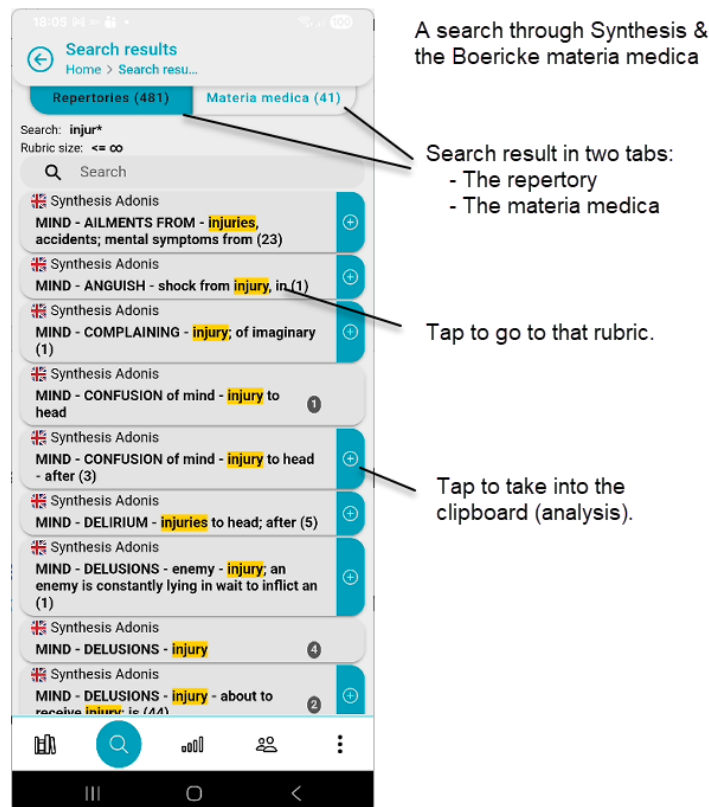 18:05
100
Search results
Home > Search resu...
Repertories (481)
Materia medica (41)
Search: injur*
Rubric size: <= ∞
Search
Synthesis Adonis
MIND - AILMENTS FROM - injuries,
accidents; mental symptoms from (23)
Synthesis Adonis
MIND - ANGUISH - shock from injury, in (1)
Synthesis Adonis
MIND - COMPLAINING - injury; of imaginary
(1)
Synthesis Adonis
MIND - CONFUSION of mind - injury to
head
1
Synthesis Adonis
MIND - CONFUSION of mind - injury to head
- after (3)
Synthesis Adonis
MIND - DELIRIUM - injuries to head; after (5)
Synthesis Adonis
MIND - DELUSIONS - enemy - injury; an
enemy is constantly lying in wait to inflict an
(1)
Synthesis Adonis
MIND - DELUSIONS - injury
4
Synthesis Adonis
MIND - DELUSIONS - injury - about to
receive injury; is (44)
2
A search through Synthesis &
the Boericke materia medica
Search result in two tabs:
- The repertory
- The materia medica
Tap to go to that rubric.
Tap to take into the
clipboard (analysis).